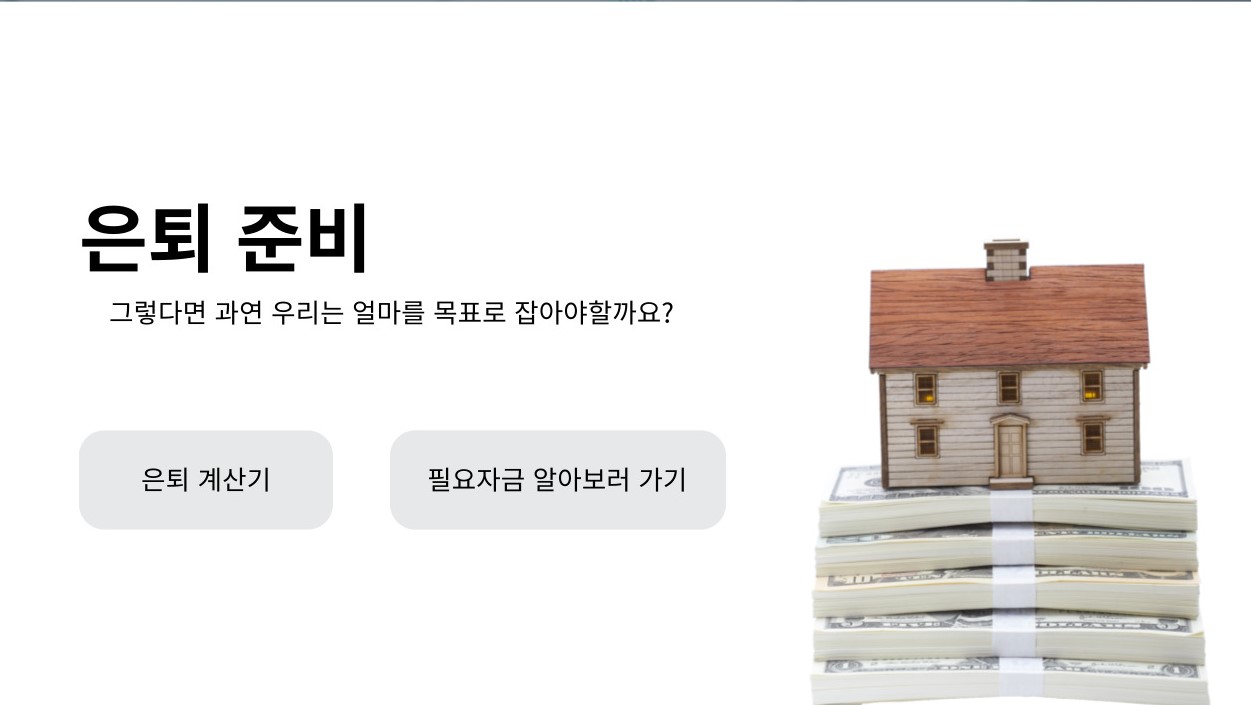 은퇴 준비
그렇다면 과연 우리는 얼마를 목표로 잡아야할까요?
은퇴 계산기
필요자금 알아보러 가기